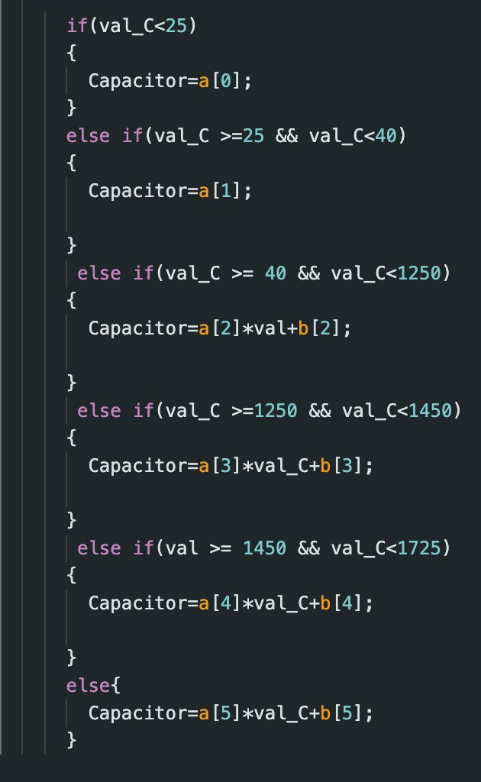 if(val_C<25)
{
Capacitor=a[0];
}
else if(val_C >=25 && val_C<40)
{
Capacitor=a[1];
}
else if(val_C >= 40 && val_C<1250)
{
Capacitor=a[2]*val+b[2];
}
else if(val_C >=1250 && val_C<1450)
{
Capacitor=a[3]*val_C+b[3];
}
else if(val >= 1450 && val_C<1725)
{
Capacitor=a[4]*val_C+b[4];
}
else{
Capacitor=a[5]*val_C+b[5];
}